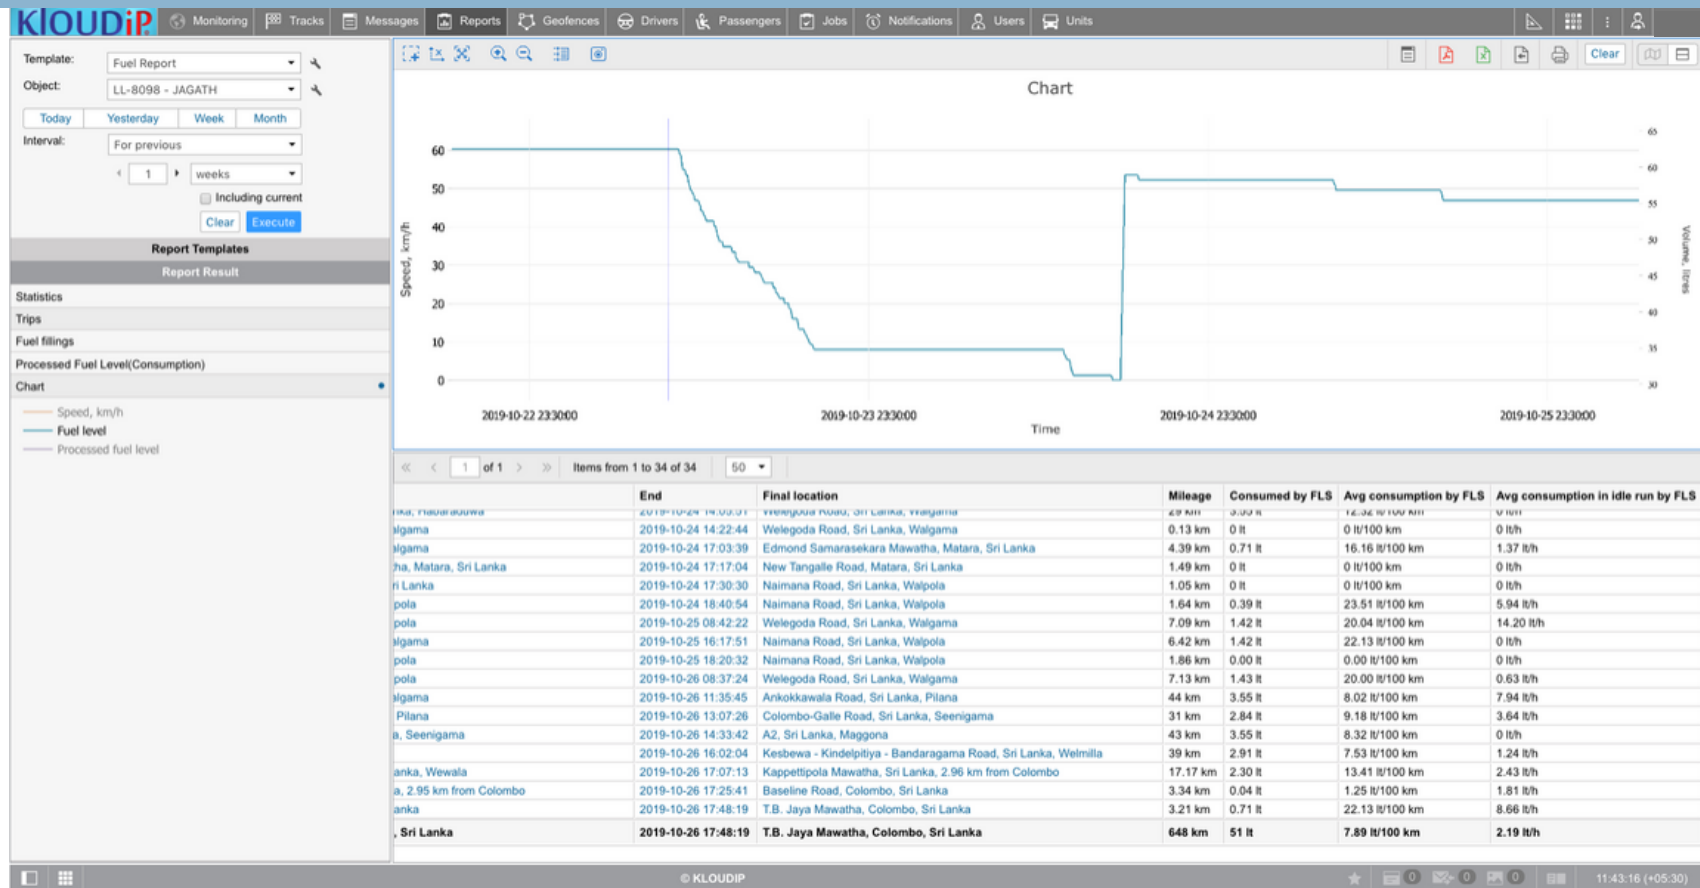 KlOUDiP. Monitoring Tracks Messages Reports Geofences Drivers Passengers Jobs Notifications Users Units
Template: Fuel Report
Object: LL-8098 - JAGATH
Today Yesterday Week Month
Interval: For previous
1 weeks
Including current
Clear Execute
Report Templates
Report Result
Statistics
Trips
Fuel fillings
Processed Fuel Level(Consumption)
Chart
Speed, km/h
Fuel level
Processed fuel level
Clear
Chart
Speed, km/h
60
50
40
30
20
10
0
65
60
55
50
45
40
35
30
Volume, litres
2019-10-22 23:30:00 2019-10-23 23:30:00 2019-10-24 23:30:00 2019-10-25 23:30:00
Time
1 of 1 Items from 1 to 34 of 34 50
End Final location Mileage Consumed by FLS Avg consumption by FLS Avg consumption in idle run by FLS
algama 2019-10-24 14:22:44 Welegoda Road, Sri Lanka, Walgama 0.13 km 0 lt 0 lt/100 km 0 lt/h
algama 2019-10-24 17:03:39 Edmond Samarasekara Mawatha, Matara, Sri Lanka 4.39 km 0.71 lt 16.16 lt/100 km 1.37 lt/h
ha, Matara, Sri Lanka 2019-10-24 17:17:04 New Tangalle Road, Matara, Sri Lanka 1.49 km 0 lt 0 lt/100 km 0 lt/h
ri Lanka 2019-10-24 17:30:30 Naimana Road, Sri Lanka, Walpola 1.05 km 0 lt 0 lt/100 km 0 lt/h
pola 2019-10-24 18:40:54 Naimana Road, Sri Lanka, Walpola 1.64 km 0.39 lt 23.51 lt/100 km 5.94 lt/h
pola 2019-10-25 08:42:22 Welegoda Road, Sri Lanka, Walgama 7.09 km 1.42 lt 20.04 lt/100 km 14.20 lt/h
algama 2019-10-25 16:17:51 Naimana Road, Sri Lanka, Walpola 6.42 km 1.42 lt 22.13 lt/100 km 0 lt/h
pola 2019-10-25 18:20:32 Naimana Road, Sri Lanka, Walpola 1.86 km 0.00 lt 0.00 lt/100 km 0 lt/h
pola 2019-10-26 08:37:24 Welegoda Road, Sri Lanka, Walgama 7.13 km 1.43 lt 20.00 lt/100 km 0.63 lt/h
algama 2019-10-26 11:35:45 Ankokkawala Road, Sri Lanka, Pilana 44 km 3.55 lt 8.02 lt/100 km 7.94 lt/h
Pilana 2019-10-26 13:07:26 Colombo-Galle Road, Sri Lanka, Seenigama 31 km 2.84 lt 9.18 lt/100 km 3.64 lt/h
a, Seenigama 2019-10-26 14:33:42 A2, Sri Lanka, Maggona 43 km 3.55 lt 8.32 lt/100 km 0 lt/h
2019-10-26 16:02:04 Kesbewa - Kindelpitiya - Bandaragama Road, Sri Lanka, Welmilla 39 km 2.91 lt 7.53 lt/100 km 1.24 lt/h
anka, Wewala 2019-10-26 17:07:13 Kappettipola Mawatha, Sri Lanka, 2.96 km from Colombo 17.17 km 2.30 lt 13.41 lt/100 km 2.43 lt/h
a, 2.95 km from Colombo 2019-10-26 17:25:41 Baseline Road, Colombo, Sri Lanka 3.34 km 0.04 lt 1.25 lt/100 km 1.81 lt/h
anka 2019-10-26 17:48:19 T.B. Jaya Mawatha, Colombo, Sri Lanka 3.21 km 0.71 lt 22.13 lt/100 km 8.66 lt/h
, Sri Lanka 2019-10-26 17:48:19 T.B. Jaya Mawatha, Colombo, Sri Lanka 648 km 51 lt 7.89 lt/100 km 2.19 lt/h
© KLOUDIP 0 0 0 11:43:16 (+05:30)